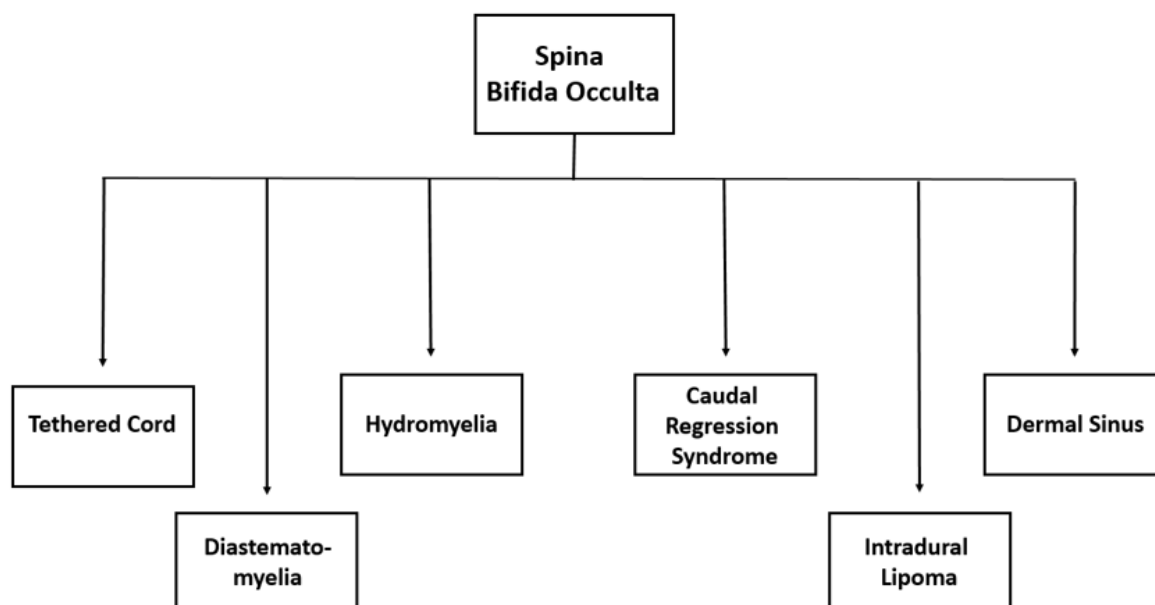 Spina
Bifida Occulta
Tethered Cord
Hydromyelia
Caudal
Regression
Syndrome
Dermal Sinus
Diastemato-
myelia
Intradural
Lipoma